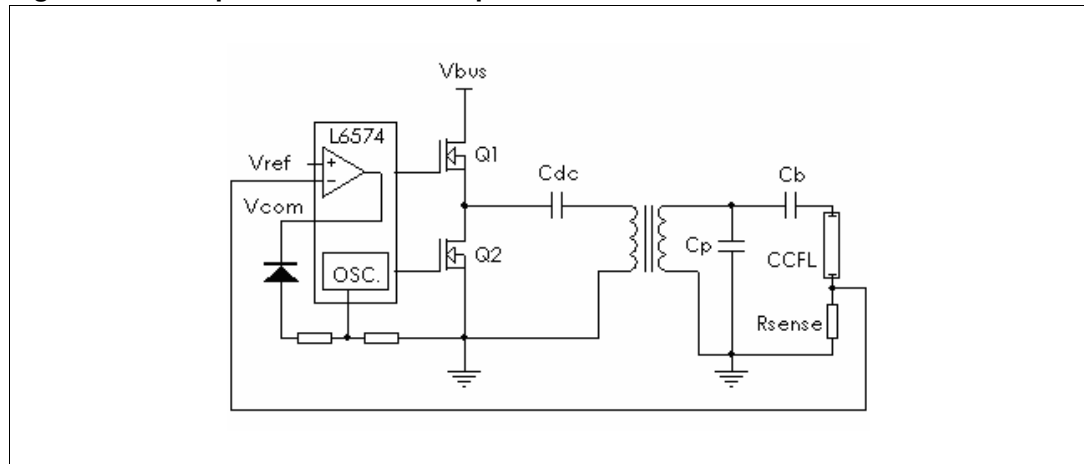 Vbus
L6574
Vref
+
−
Vcom
Q1
Cdc
Cb
Cp
CCFL
Q2
OSC.
Rsense